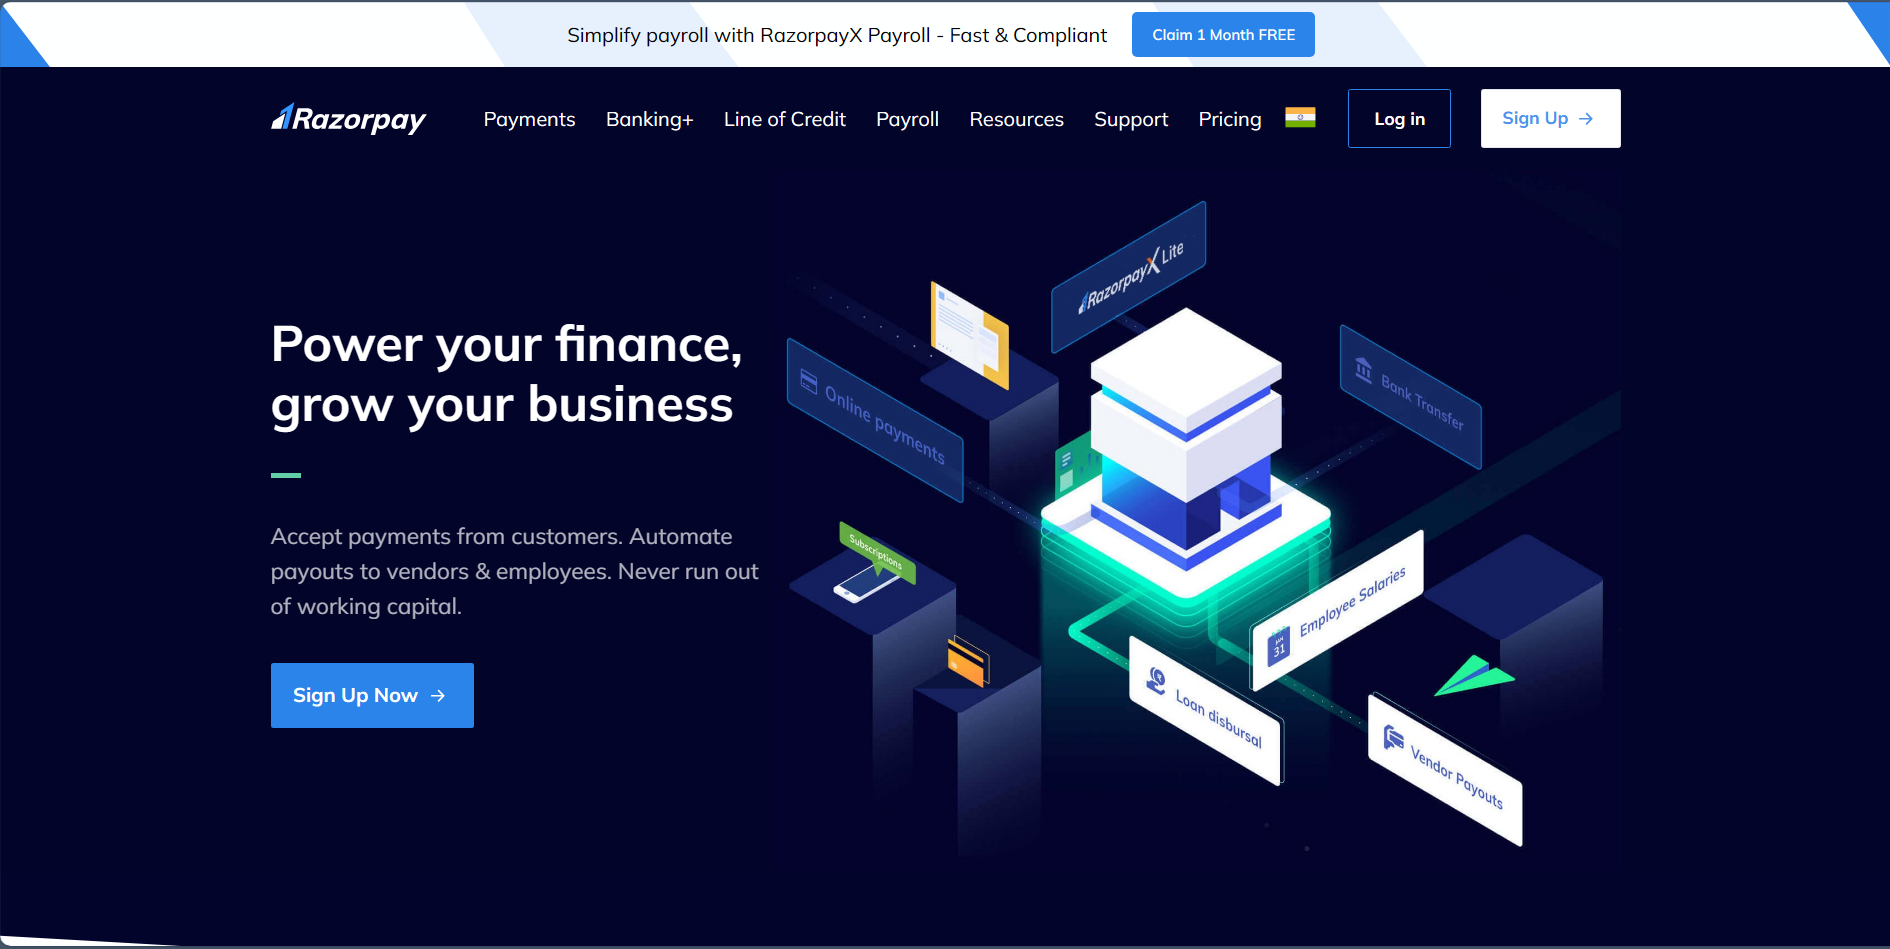 Simplify payroll with RazorpayX Payroll - Fast & Compliant
Claim 1 Month FREE
Razorpay
Payments
Banking+
Line of Credit
Payroll
Resources
Support
Pricing
Log in
Sign Up →
Power your finance,
grow your business
Accept payments from customers. Automate
payouts to vendors & employees. Never run out
of working capital.
Sign Up Now →
RazorpayX Lite
Online payments
Bank Transfer
Subscriptions
Employee Salaries
JAN
31
Loan disbursal
Vendor Payouts